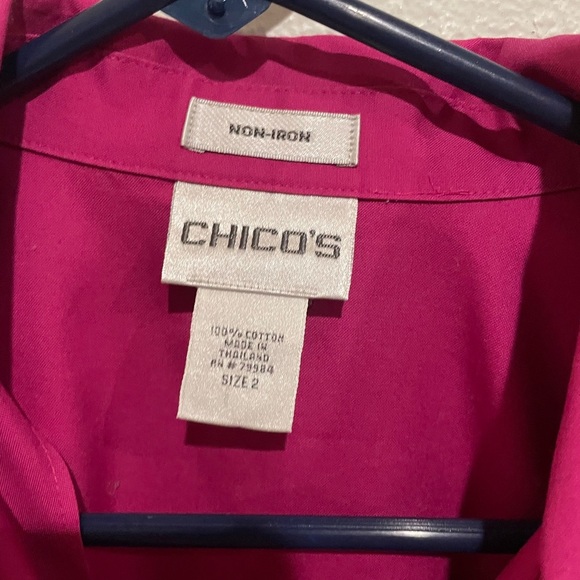 NON-IRON
CHICO'S
100% COTTON
MADE IN
THAILAND
RN # 79984
SIZE 2